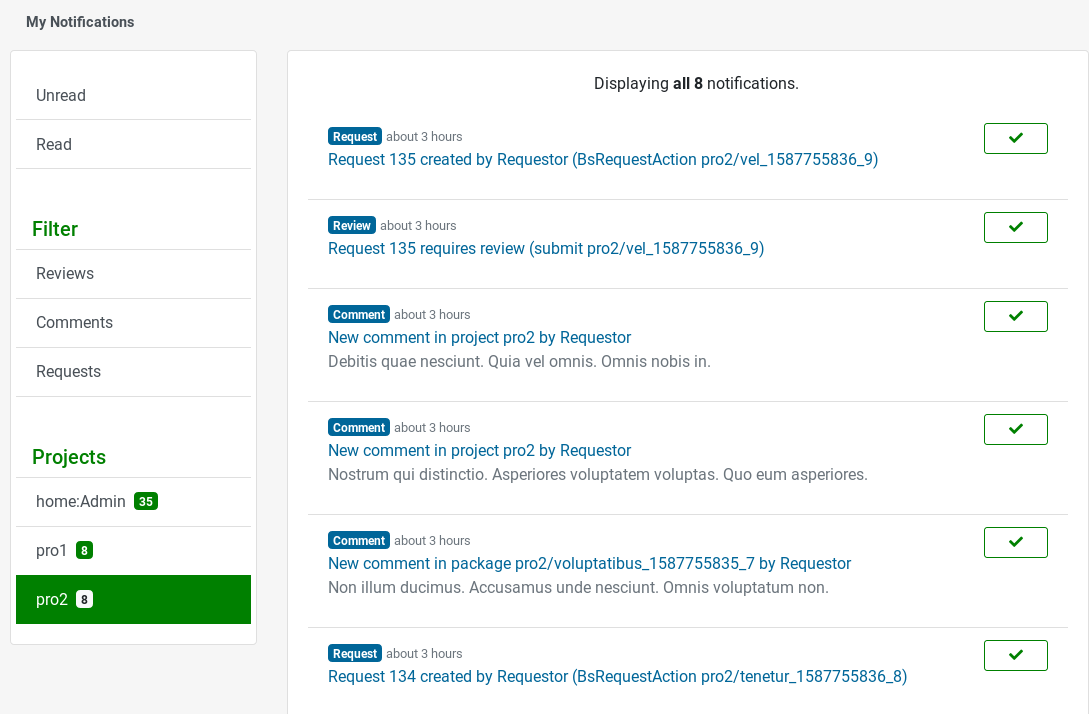 My Notifications
Unread
Read
Filter
Reviews
Comments
Requests
Projects
home:Admin 35
pro1 8
pro2 8
Displaying all 8 notifications.
Request about 3 hours
Request 135 created by Requestor (BsRequestAction pro2/vel_1587755836_9)
Review about 3 hours
Request 135 requires review (submit pro2/vel_1587755836_9)
Comment about 3 hours
New comment in project pro2 by Requestor
Debitis quae nesciunt. Quia vel omnis. Omnis nobis in.
Comment about 3 hours
New comment in project pro2 by Requestor
Nostrum qui distinctio. Asperiores voluptatem voluptas. Quo eum asperiores.
Comment about 3 hours
New comment in package pro2/voluptatibus_1587755835_7 by Requestor
Non illum ducimus. Accusamus unde nesciunt. Omnis voluptatum non.
Request about 3 hours
Request 134 created by Requestor (BsRequestAction pro2/tenetur_1587755836_8)